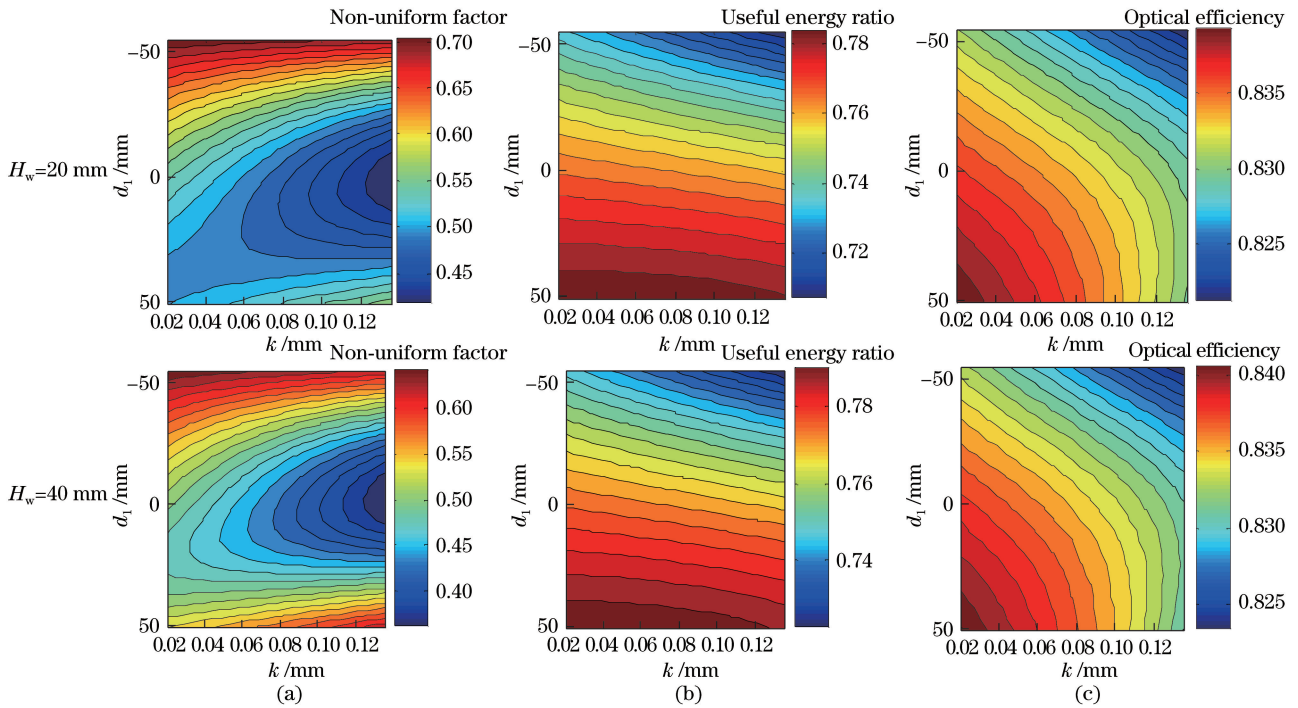 Non-uniform factor
Useful energy ratio
Optical efficiency
H_w=20 mm
d_1 /mm
−50
0
50
0.02 0.04 0.06 0.10 0.12
k /mm
0.70
0.65
0.60
0.55
0.50
0.45
d_1 /mm
−50
0
50
0.02 0.04 0.06 0.08 0.10 0.12
k /mm
0.78
0.76
0.74
0.72
d_1 /mm
−50
0
50
0.02 0.04 0.06 0.08 0.10 0.12
k /mm
0.835
0.830
0.825
Non-uniform factor
Useful energy ratio
Optical efficiency
H_w=40 mm
d_1 /mm
−50
0
50
0.02 0.04 0.06 0.10 0.12
k /mm
0.60
0.55
0.50
0.45
0.40
d_1 /mm
−50
0
50
0.02 0.04 0.06 0.08 0.10 0.12
k /mm
0.78
0.76
0.74
d_1 /mm
−50
0
50
0.02 0.04 0.06 0.08 0.10 0.12
k /mm
0.840
0.835
0.830
0.825
(a)
(b)
(c)